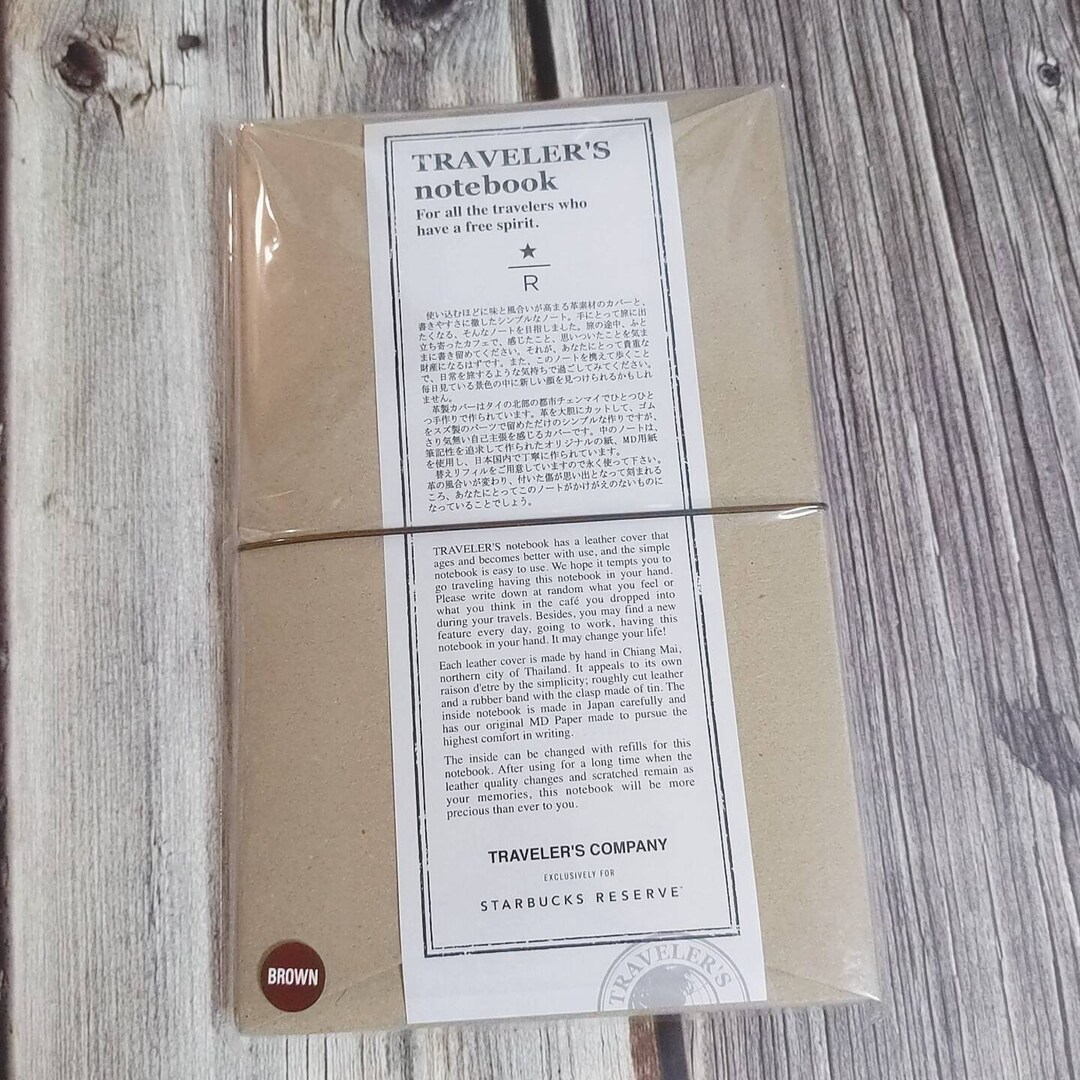 TRAVELER'S
notebook
For all the travelers who
have a free spirit.
★
R
使い込むほどに味と風合いが高まる革素材のカバーと、
書きやすさに徹したシンプルなノート。手にとって旅に出
たくなる、そんなノートを目指しました。旅の途中、ふと
立ち寄ったカフェで、感じたこと、思いついたことを気ま
まに書き留めてください。それが、あなたにとって貴重な
財産になるはずです。また、このノートを携えて歩くこと
で、日常を旅するような気持ちで過ごしてみてください。
毎日見ている景色の中に新しい顔を見つけられるかもしれ
ません。
革製カバーはタイの北部の都市チェンマイでひとつひと
つ手作りで作られています。革を大胆にカットして、ゴム
をスズ製のパーツで留めただけのシンプルな作りですが、
さり気無い自己主張を感じるカバーです。中のノートは、
筆記性を追求して作られたオリジナルの紙、MD用紙
を使用し、日本国内で丁寧に作られています。
替えリフィルをご用意していますので永く使って下さい。
革の風合いが変わり、付いた傷が思い出となって刻まれる
ころ、あなたにとってこのノートがかけがえのないものに
なっていることでしょう。
TRAVELER'S notebook has a leather cover that
ages and becomes better with use, and the simple
notebook is easy to use. We hope it tempts you to
go traveling having this notebook in your hand.
Please write down at random what you feel or
what you think in the café you dropped into
during your travels. Besides, you may find a new
feature every day, going to work, having this
notebook in your hand. It may change your life!
Each leather cover is made by hand in Chiang Mai,
northern city of Thailand. It appeals to its own
raison d'etre by the simplicity; roughly cut leather
and a rubber band with the clasp made of tin. The
inside notebook is made in Japan carefully and
has our original MD Paper made to pursue the
highest comfort in writing.
The inside can be changed with refills for this
notebook. After using for a long time when the
leather quality changes and scratched remain as
your memories, this notebook will be more
precious than ever to you.
TRAVELER'S COMPANY
EXCLUSIVELY FOR
STARBUCKS RESERVE™
BROWN
TRAVELER'S